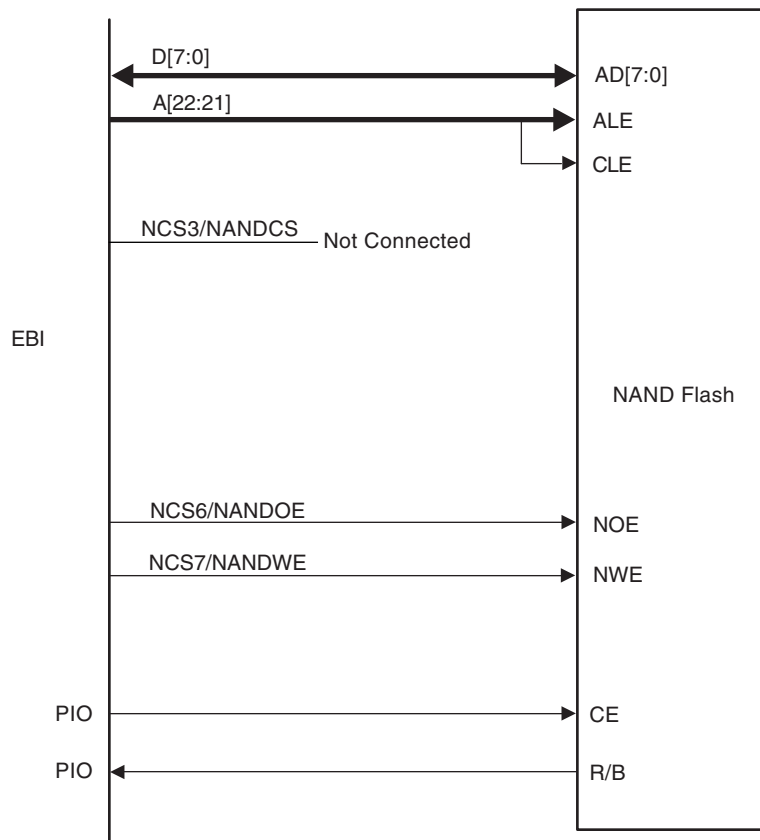 D[7:0]
AD[7:0]
A[22:21]
ALE
CLE
NCS3/NANDCS
Not Connected
EBI
NAND Flash
NCS6/NANDOE
NOE
NCS7/NANDWE
NWE
PIO
CE
PIO
R/B